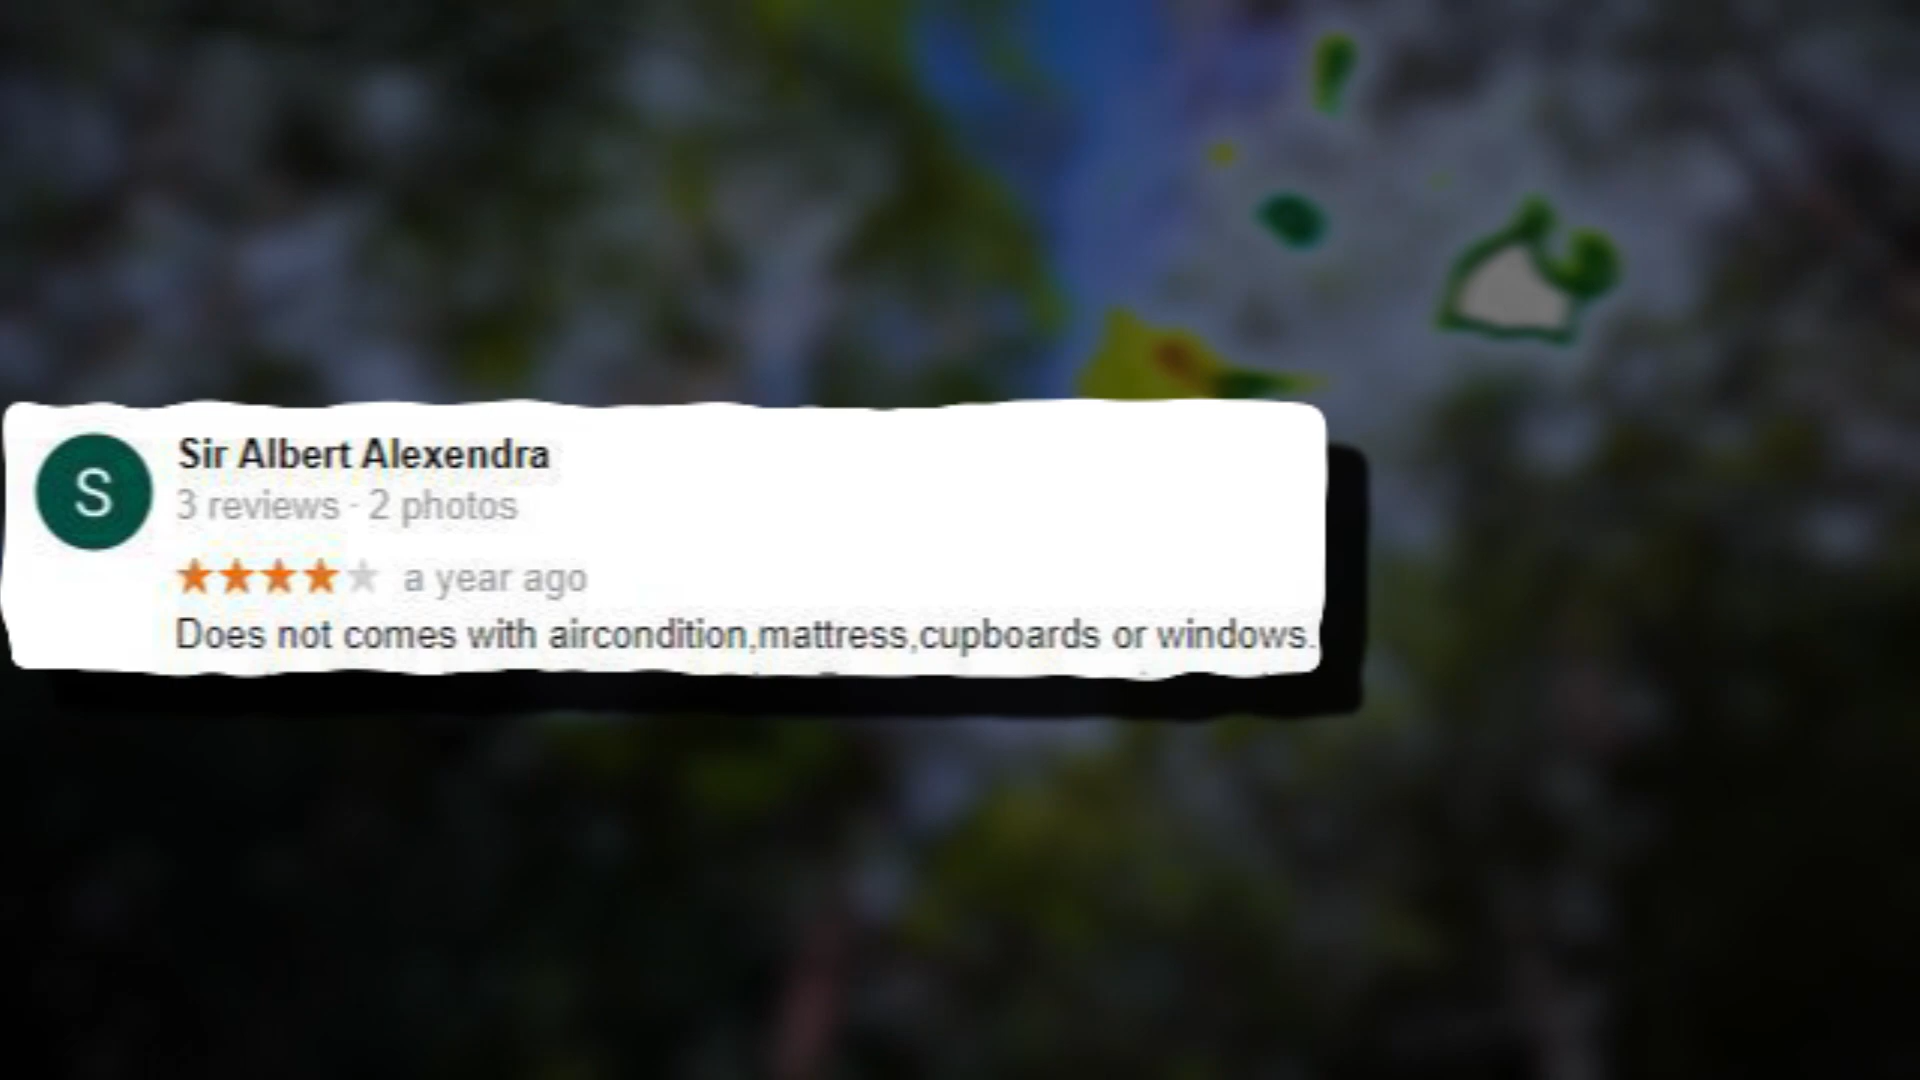 S
Sir Albert Alexendra
3 reviews · 2 photos
a year ago
Does not comes with aircondition,mattress,cupboards or windows.